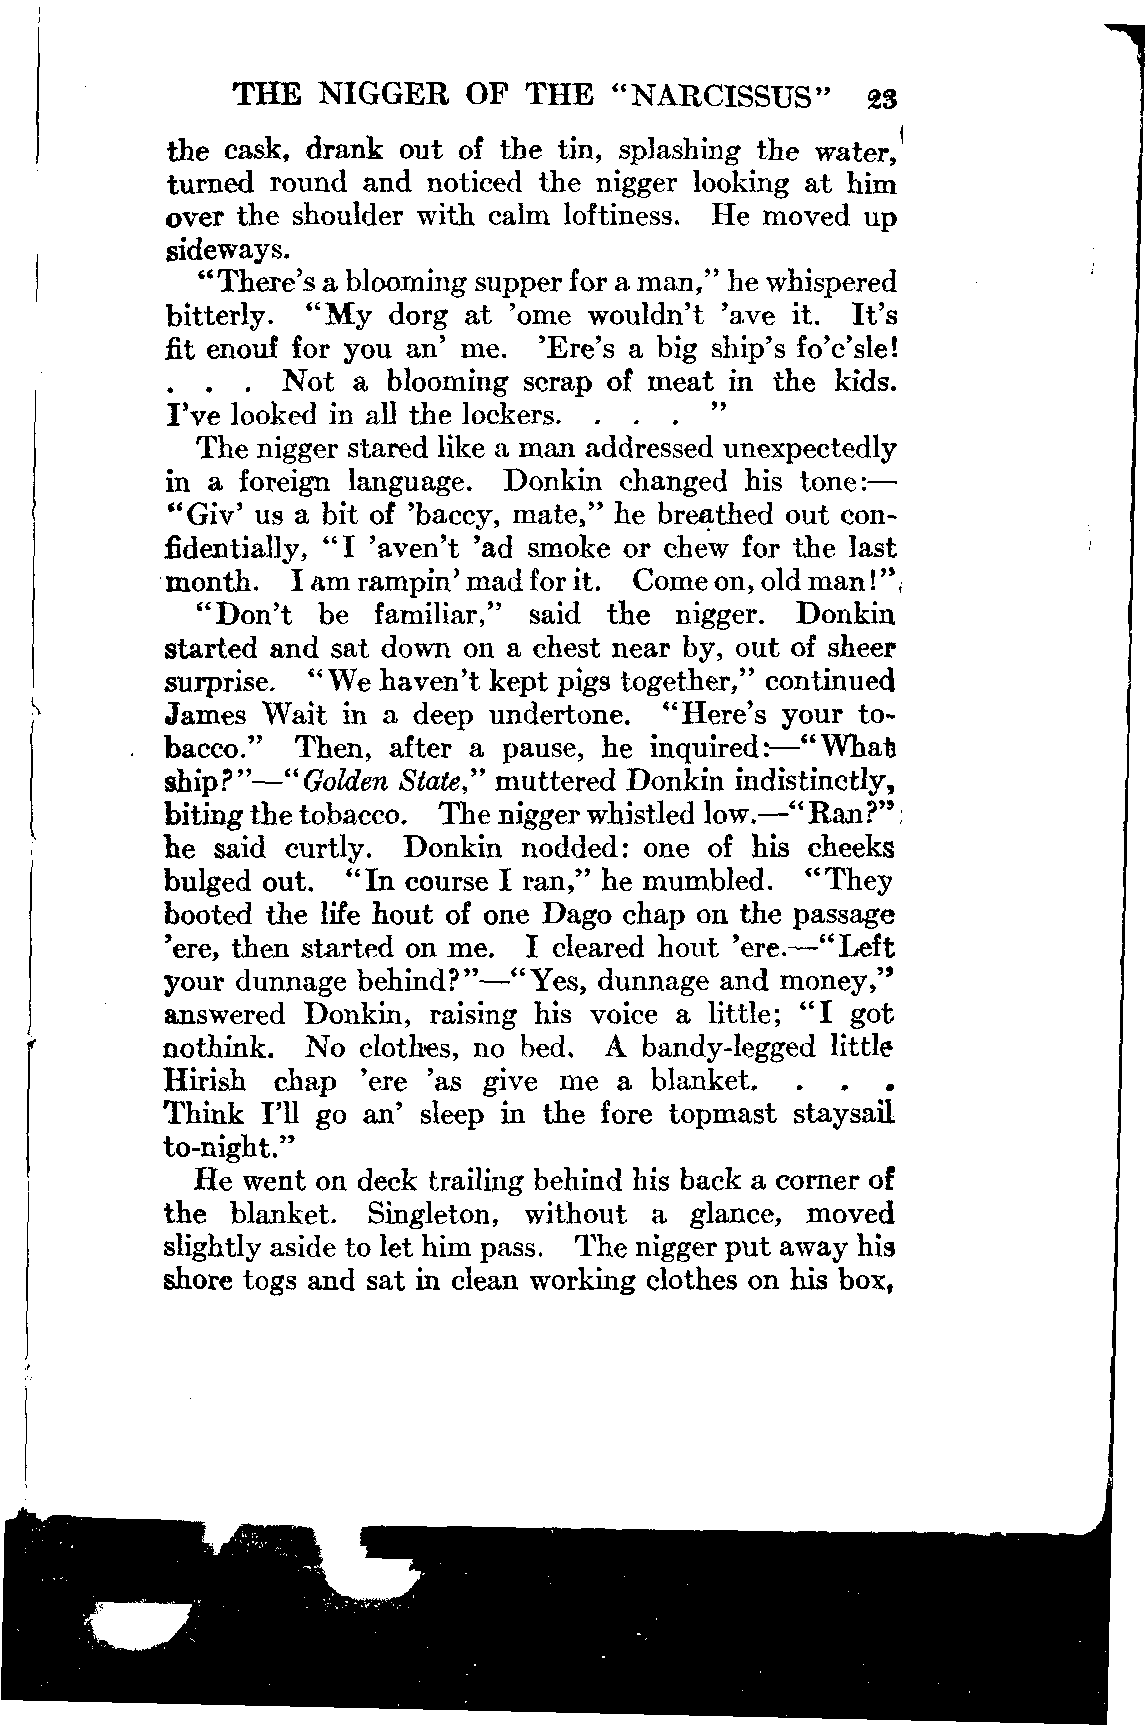 THE NIGGER OF THE “NARCISSUS” 23
the cask, drank out of the tin, splashing the water,
turned round and noticed the nigger looking at him
over the shoulder with calm loftiness. He moved up
sideways.
“There’s a blooming supper for a man,” he whispered
bitterly. “My dorg at ’ome wouldn’t ’ave it. It’s
fit enouf for you an’ me. ’Ere’s a big ship’s fo’c’sle!
. . . Not a blooming scrap of meat in the kids.
I’ve looked in all the lockers. . . . ”
The nigger stared like a man addressed unexpectedly
in a foreign language. Donkin changed his tone:—
“Giv’ us a bit of ’baccy, mate,” he breathed out con-
fidentially, “I ’aven’t ’ad smoke or chew for the last
month. I am rampin’ mad for it. Come on, old man!”
“Don’t be familiar,” said the nigger. Donkin
started and sat down on a chest near by, out of sheer
surprise. “We haven’t kept pigs together,” continued
James Wait in a deep undertone. “Here’s your to-
bacco.” Then, after a pause, he inquired:—“What
ship?”—“Golden State,” muttered Donkin indistinctly,
biting the tobacco. The nigger whistled low.—“Ran?”
he said curtly. Donkin nodded: one of his cheeks
bulged out. “In course I ran,” he mumbled. “They
booted the life hout of one Dago chap on the passage
’ere, then started on me. I cleared hout ’ere.—“Left
your dunnage behind?”—“Yes, dunnage and money,”
answered Donkin, raising his voice a little; “I got
nothink. No clothes, no bed. A bandy-legged little
Hirish chap ’ere ’as give me a blanket. . . .
Think I’ll go an’ sleep in the fore topmast staysail
to-night.”
He went on deck trailing behind his back a corner of
the blanket. Singleton, without a glance, moved
slightly aside to let him pass. The nigger put away his
shore togs and sat in clean working clothes on his box,